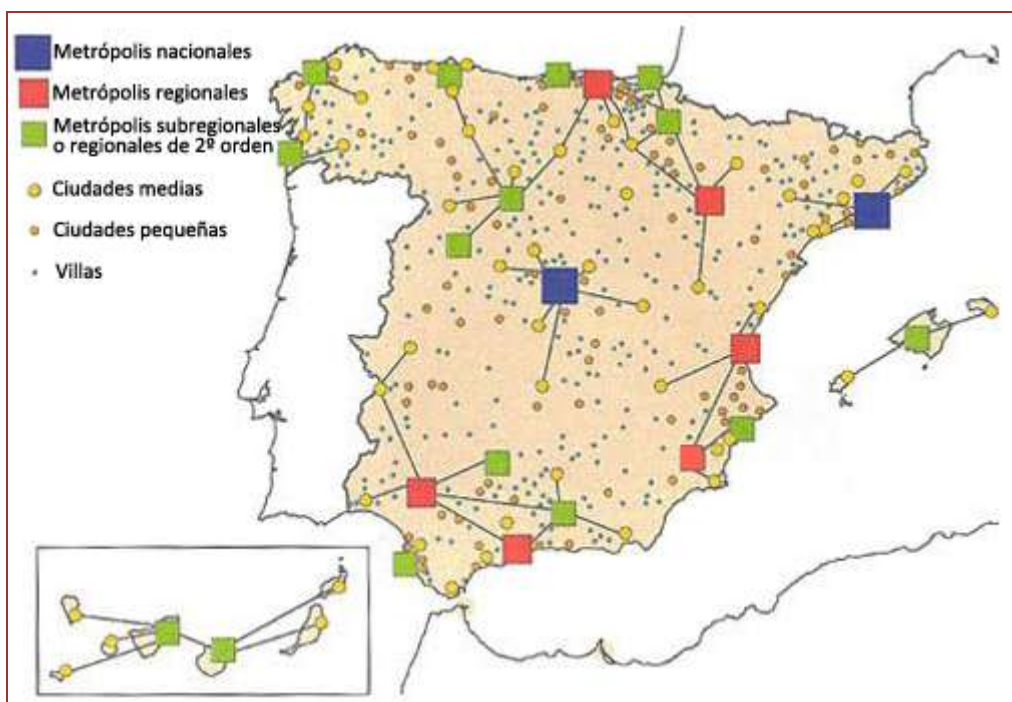 Metrópolis nacionales
Metrópolis regionales
Metrópolis subregionales
o regionales de 2º orden
Ciudades medias
Ciudades pequeñas
Villas